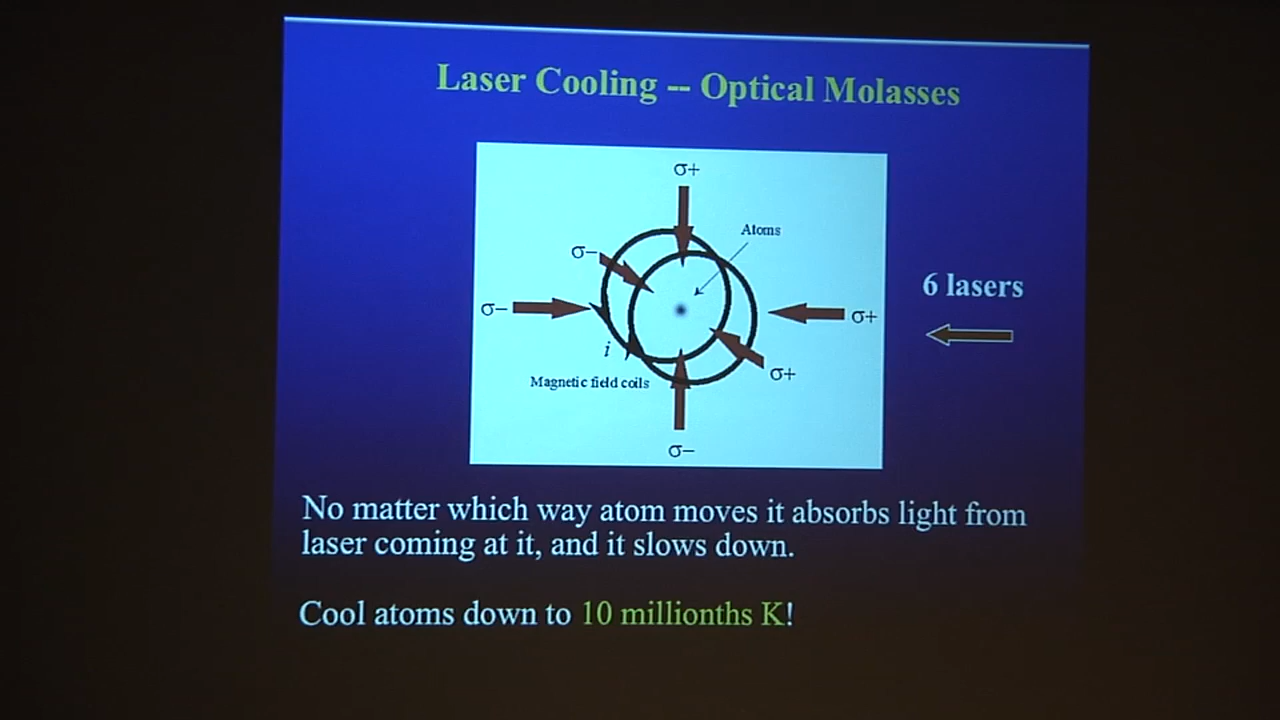 Laser Cooling -- Optical Molasses
σ+
Atoms
σ−
6 lasers
σ−
σ+
i
σ+
Magnetic field coils
σ−
No matter which way atom moves it absorbs light from
laser coming at it, and it slows down.
Cool atoms down to 10 millionths K!